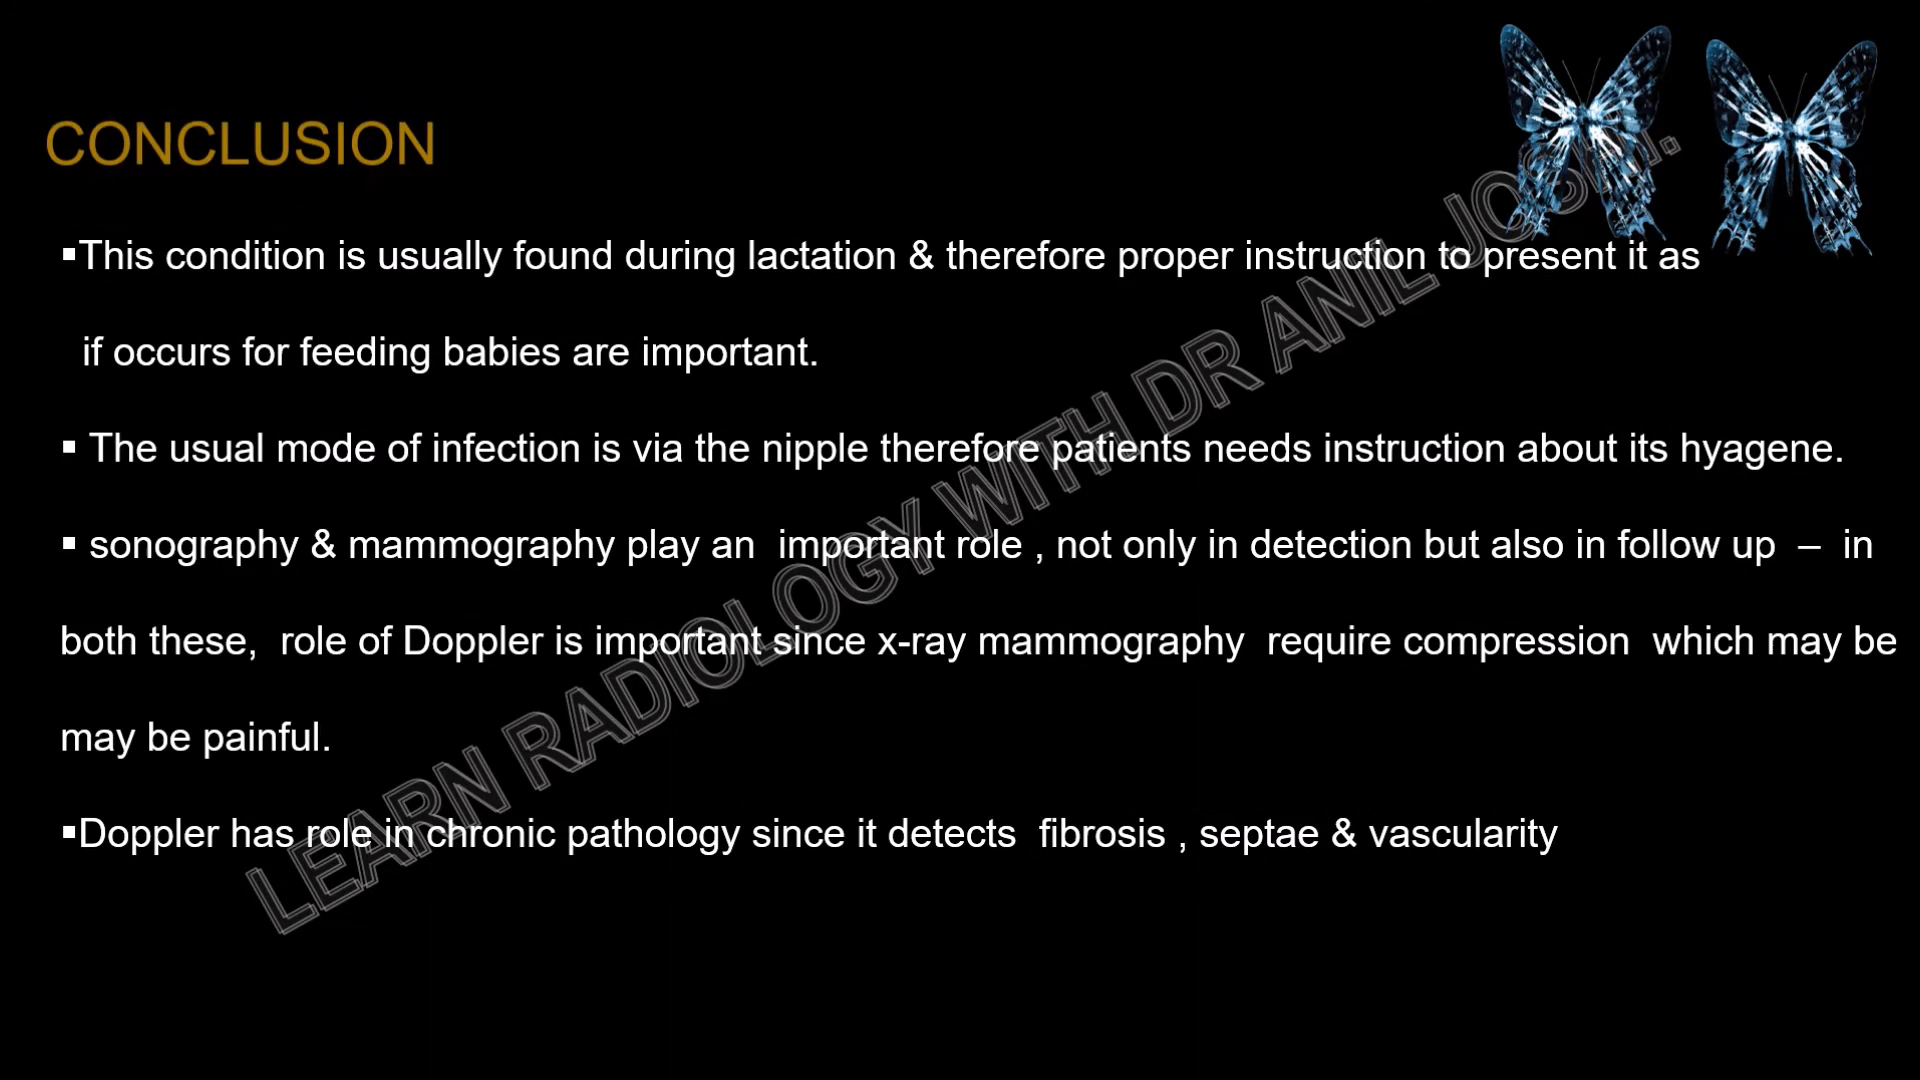 CONCLUSION
▪This condition is usually found during lactation & therefore proper instruction to present it as
if occurs for feeding babies are important.
▪ The usual mode of infection is via the nipple therefore patients needs instruction about its hyagene.
▪ sonography & mammography play an important role , not only in detection but also in follow up – in
both these, role of Doppler is important since x-ray mammography require compression which may be
may be painful.
▪Doppler has role in chronic pathology since it detects fibrosis , septae & vascularity
LEARN RADIOLOGY WITH DR ANIL JOSHI.